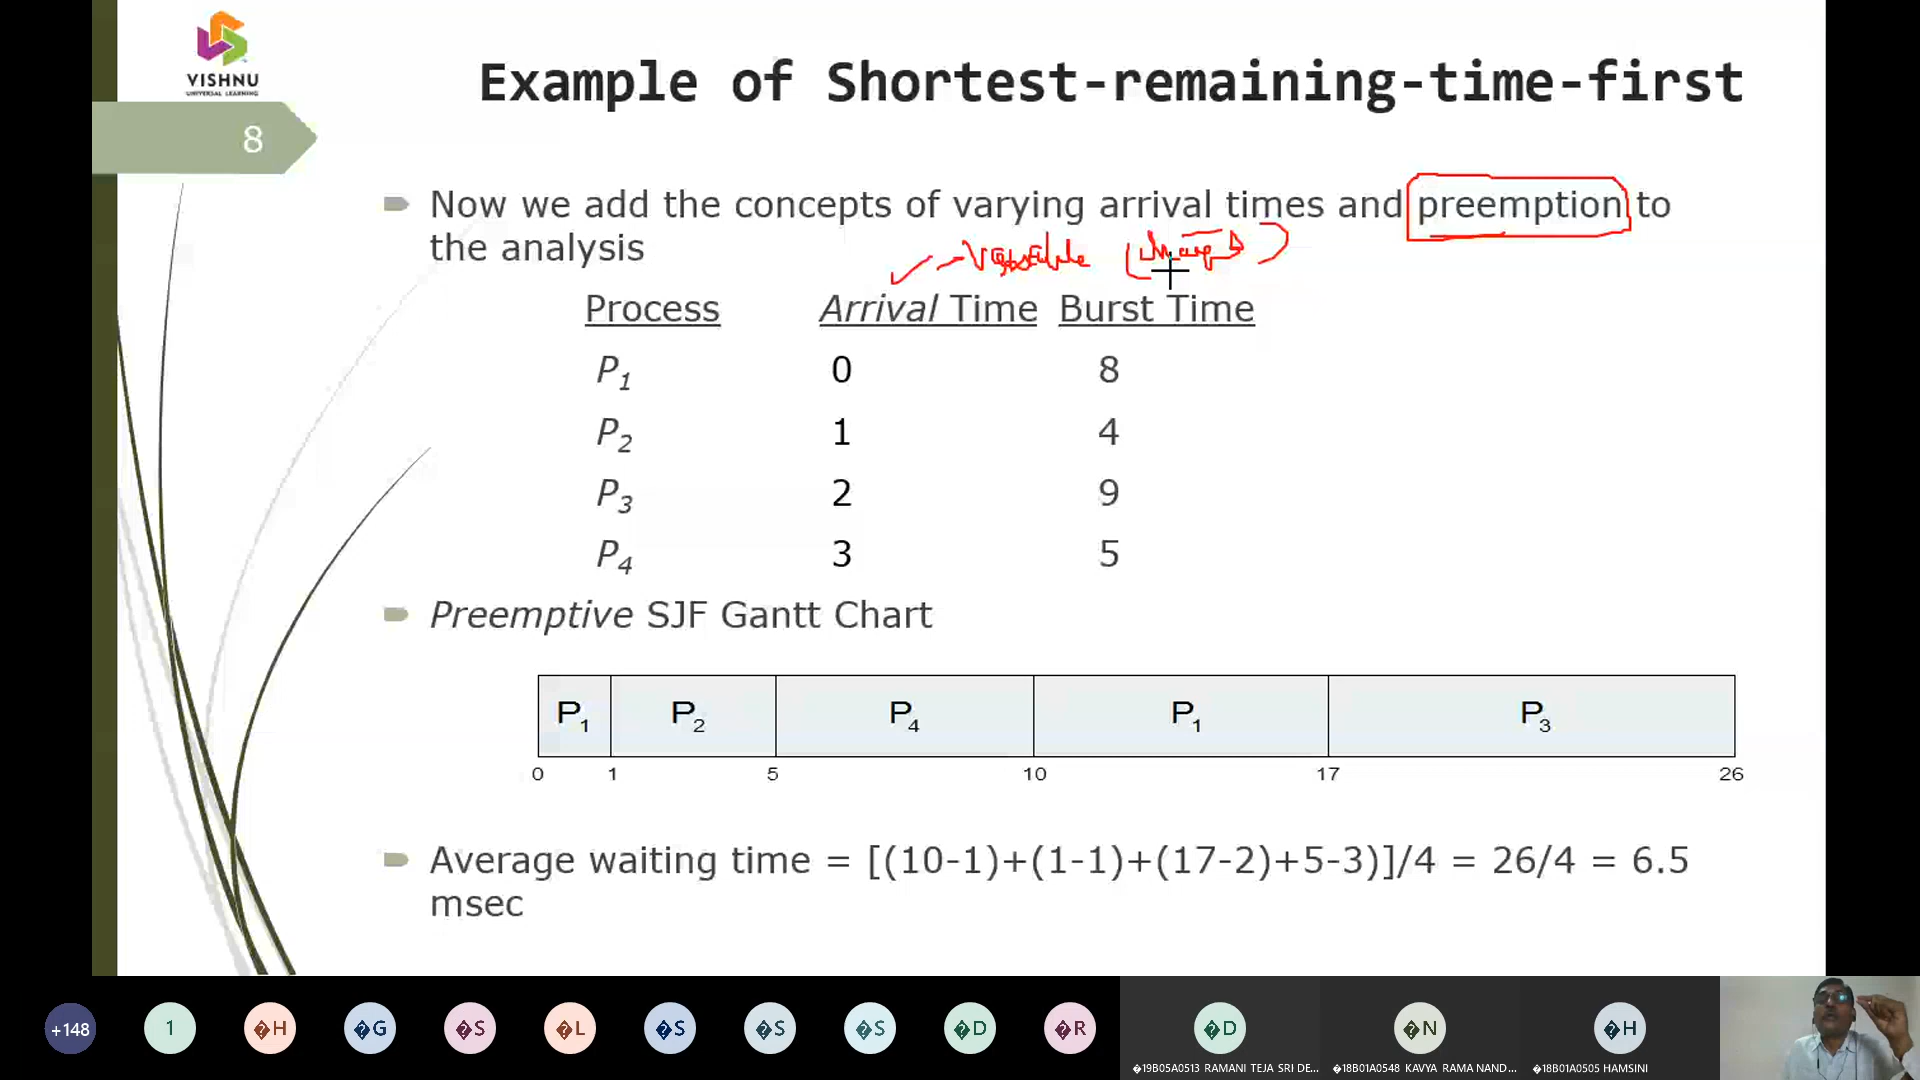 VISHNU
UNIVERSAL LEARNING
Example of Shortest-remaining-time-first
8
Now we add the concepts of varying arrival times and preemption to
the analysis
Process Arrival Time Burst Time
P1 0 8
P2 1 4
P3 2 9
P4 3 5
Preemptive SJF Gantt Chart
P1 P2 P4 P1 P3
0 1 5 10 17 26
Average waiting time = [(10-1)+(1-1)+(17-2)+5-3)]/4 = 26/4 = 6.5
msec
+148 1 �H �G �S �L �S �S �S �D �R �D �N �H
�19B05A0513 RAMANI TEJA SRI DE... �18B01A0548 KAVYA RAMA NAND... �18B01A0505 HAMSINI